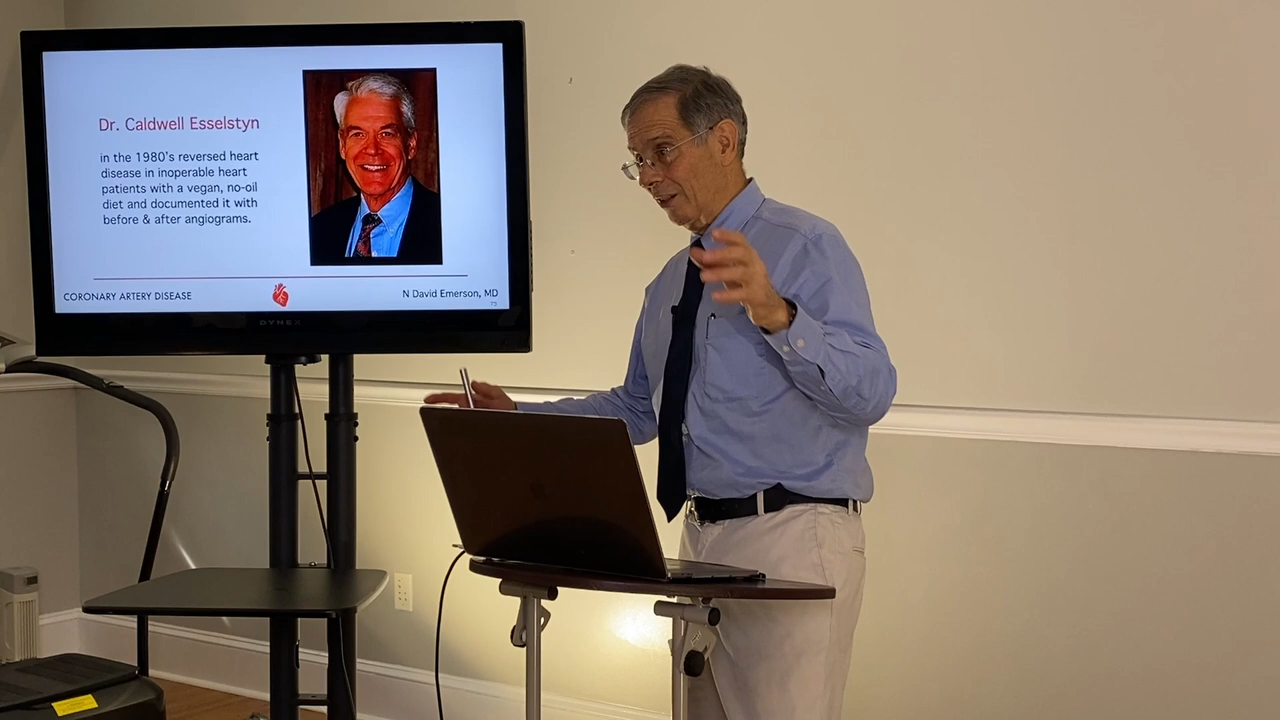 Dr. Caldwell Esselstyn
in the 1980's reversed heart
disease in inoperable heart
patients with a vegan, no-oil
diet and documented it with
before & after angiograms.
CORONARY ARTERY DISEASE
N David Emerson, MD
73
DYNEX